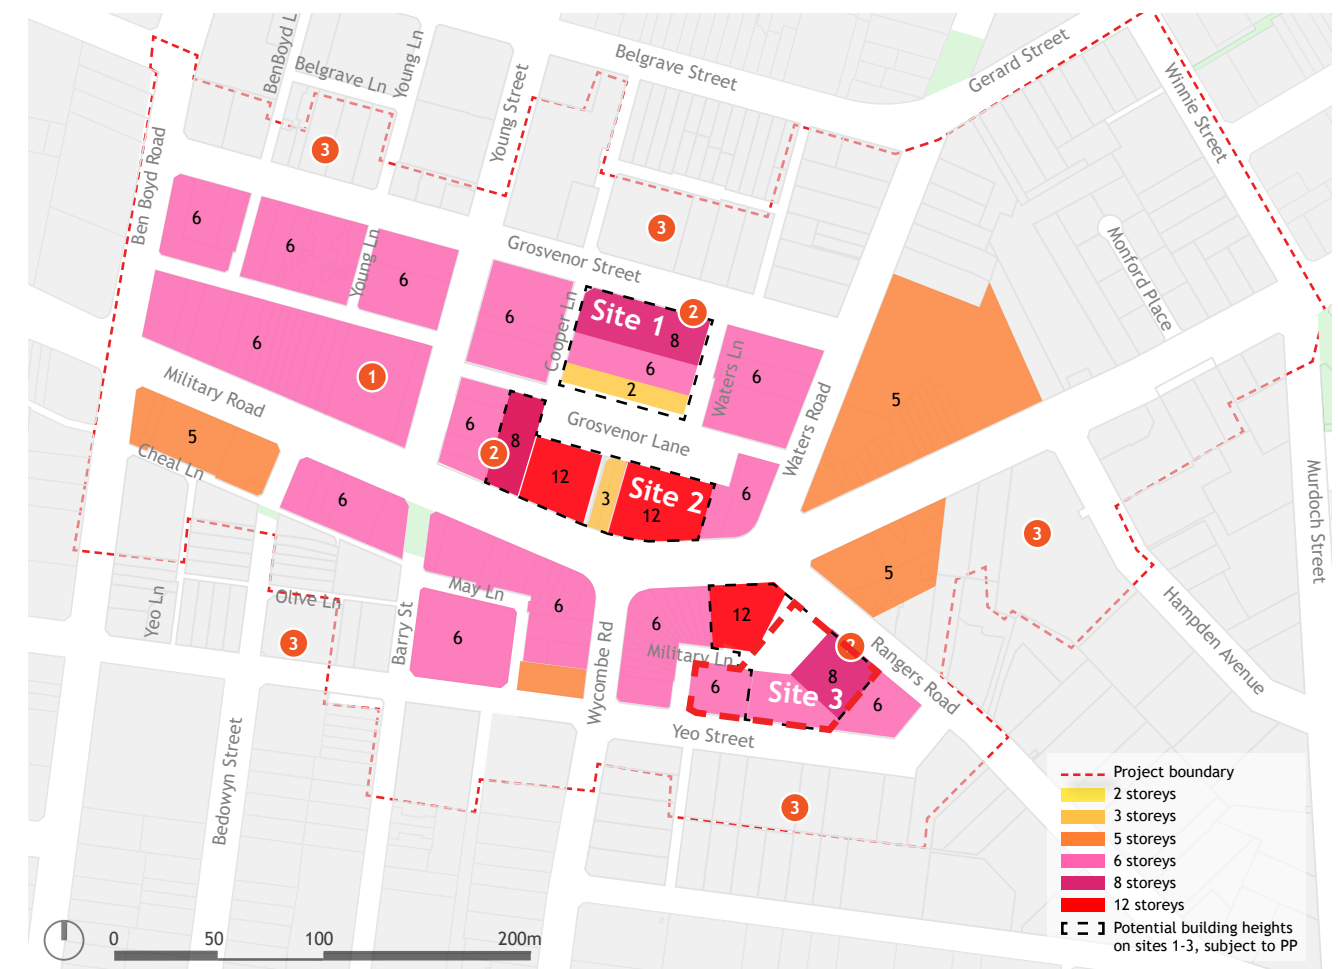 BenBoyd L
Belgrave Ln
Young Ln
Young Street
Belgrave Street
Gerard Street
Winnie Street
Ben Boyd Road
3
3
6
6
Young Ln
6
Grosvenor Street
Monford Place
6
Cooper Ln
Site 1
2
8
6
2
Waters Ln
6
6
1
Military Road
5
Cheal Ln
6
2
8
Grosvenor Lane
12
3
Site 2
12
6
Waters Road
5
6
5
3
Murdoch Street
Hampden Avenue
Yeo Ln
Olive Ln
3
Barry St
May Ln
6
6
Wycombe Rd
6
12
Military Ln
2
Rangers Road
6
Site 3
8
6
Yeo Street
3
Bedowyn Street
Project boundary
2 storeys
3 storeys
5 storeys
6 storeys
8 storeys
12 storeys
Potential building heights
on sites 1-3, subject to PP
0 50 100 200m